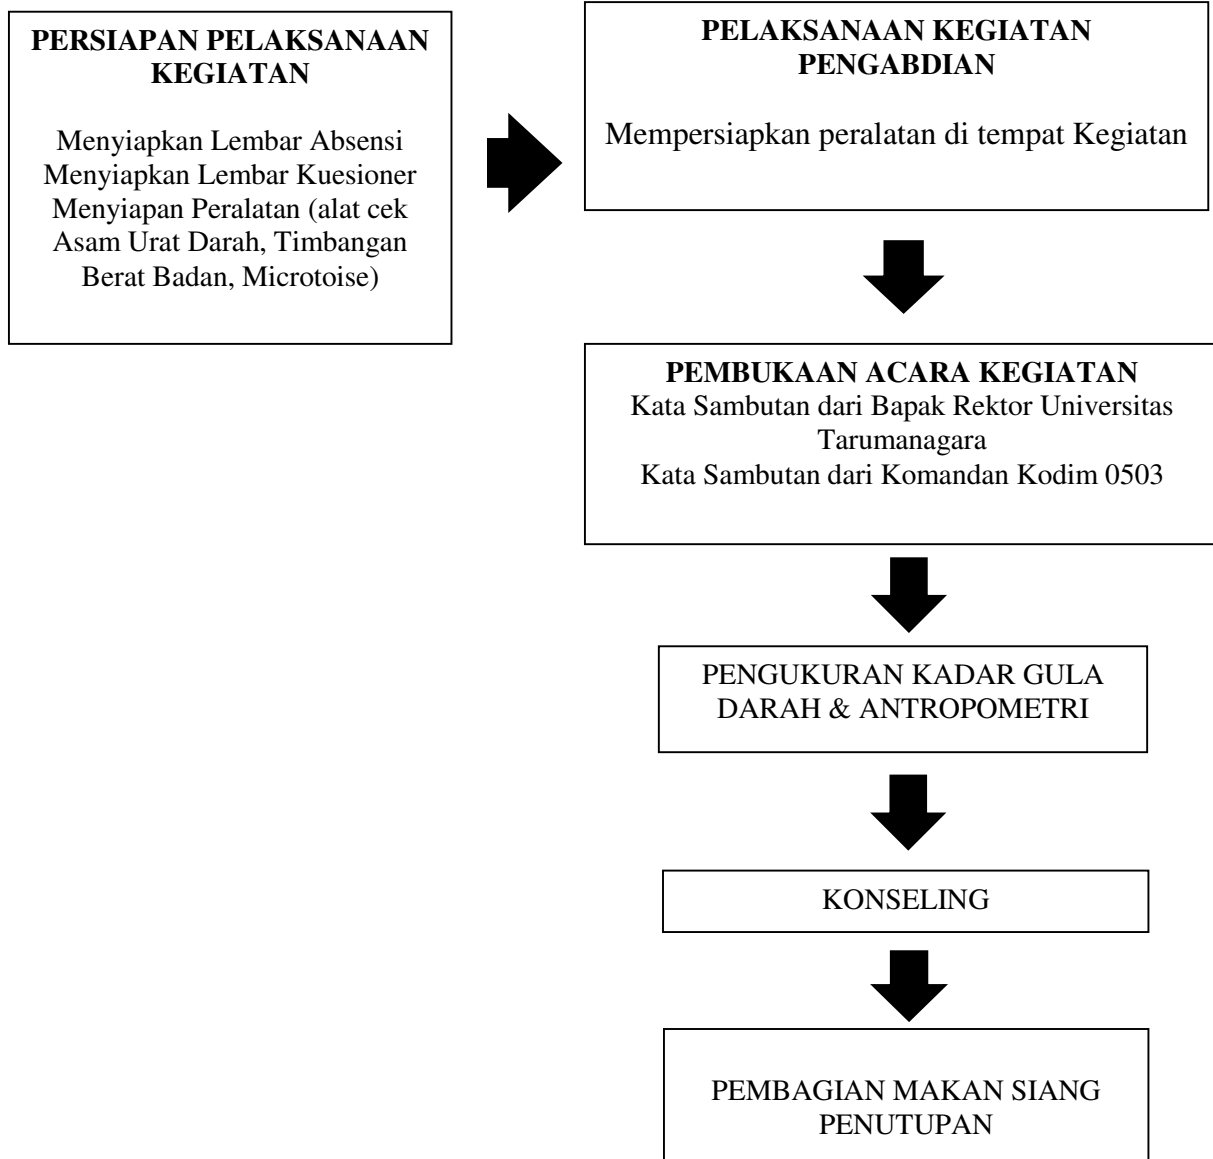 PERSIAPAN PELAKSANAAN
KEGIATAN
Menyiapkan Lembar Absensi
Menyiapkan Lembar Kuesioner
Menyiapan Peralatan (alat cek
Asam Urat Darah, Timbangan
Berat Badan, Microtoise)
PELAKSANAAN KEGIATAN
PENGABDIAN
Mempersiapkan peralatan di tempat Kegiatan
PEMBUKAAN ACARA KEGIATAN
Kata Sambutan dari Bapak Rektor Universitas
Tarumanagara
Kata Sambutan dari Komandan Kodim 0503
PENGUKURAN KADAR GULA
DARAH & ANTROPOMETRI
KONSELING
PEMBAGIAN MAKAN SIANG
PENUTUPAN